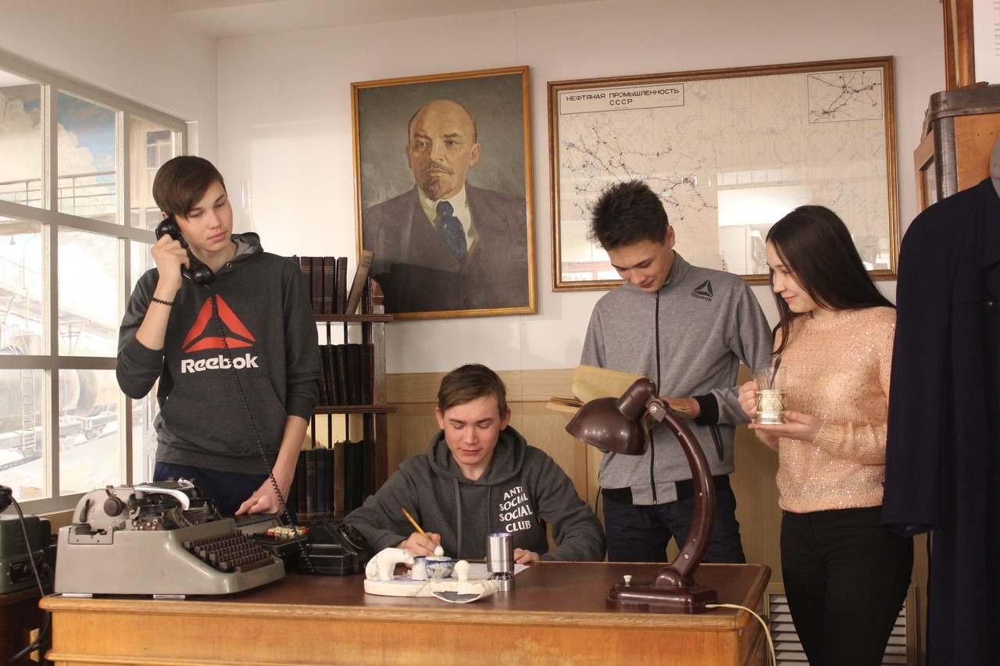 НЕФТЯНАЯ ПРОМЫШЛЕННОСТЬ
СССР
Reebok
Reebok
ANTI
SOCIAL
SOCIAL
CLUB